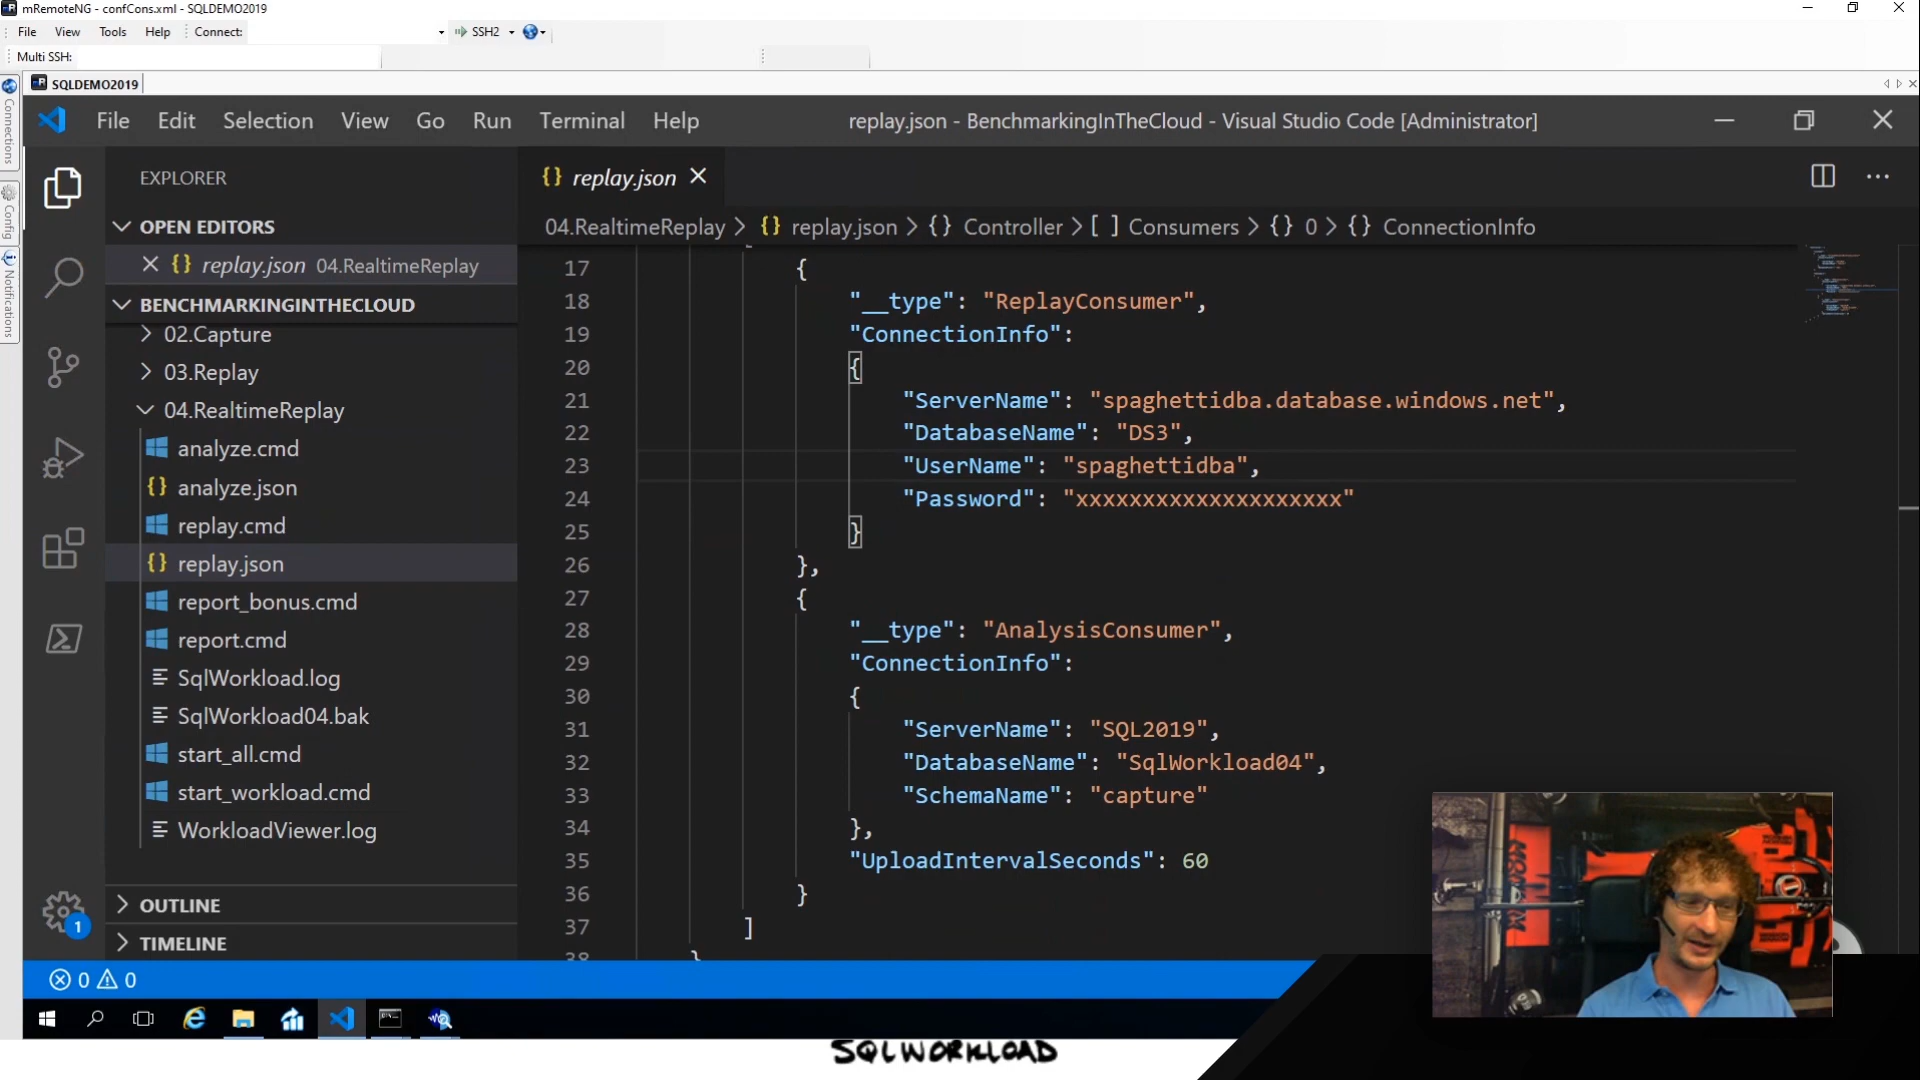 mRemoteNG - confCons.xml - SQLDEMO2019
File View Tools Help Connect: SSH2
Multi SSH:
SQLDEMO2019
Connections
Config
Notifications
File Edit Selection View Go Run Terminal Help replay.json - BenchmarkingInTheCloud - Visual Studio Code [Administrator]
EXPLORER
OPEN EDITORS
replay.json 04.RealtimeReplay
BENCHMARKINGINTHECLOUD
02.Capture
03.Replay
04.RealtimeReplay
analyze.cmd
analyze.json
replay.cmd
replay.json
report_bonus.cmd
report.cmd
SqlWorkload.log
SqlWorkload04.bak
start_all.cmd
start_workload.cmd
WorkloadViewer.log
OUTLINE
TIMELINE
1
{} replay.json
04.RealtimeReplay > {} replay.json > {} Controller > [ ] Consumers > {} 0 > {} ConnectionInfo
17 {
18 "__type": "ReplayConsumer",
19 "ConnectionInfo":
20 {
21 "ServerName": "spaghettidba.database.windows.net",
22 "DatabaseName": "DS3",
23 "UserName": "spaghettidba",
24 "Password": "xxxxxxxxxxxxxxxxxxxx"
25 }
26 },
27 {
28 "__type": "AnalysisConsumer",
29 "ConnectionInfo":
30 {
31 "ServerName": "SQL2019",
32 "DatabaseName": "SqlWorkload04",
33 "SchemaName": "capture"
34 },
35 "UploadIntervalSeconds": 60
36 }
37 ]
38 }
0 0
SQLWORKLOAD